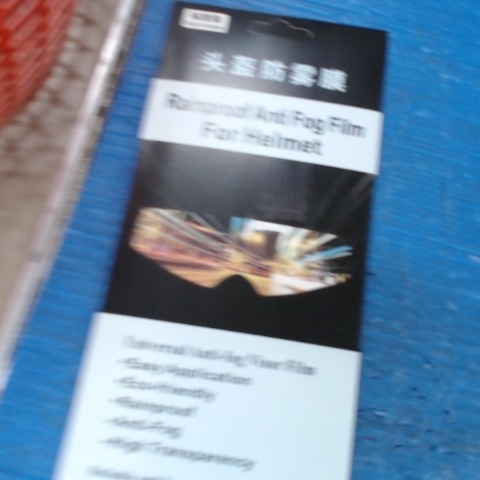 头盔防雾膜
Rainproof Anti Fog Film
For Helmet
Universal Anti-fog Visor Film
•Easy Application
•Eco-friendly
•Rainproof
•Anti-Fog
•High Transparency